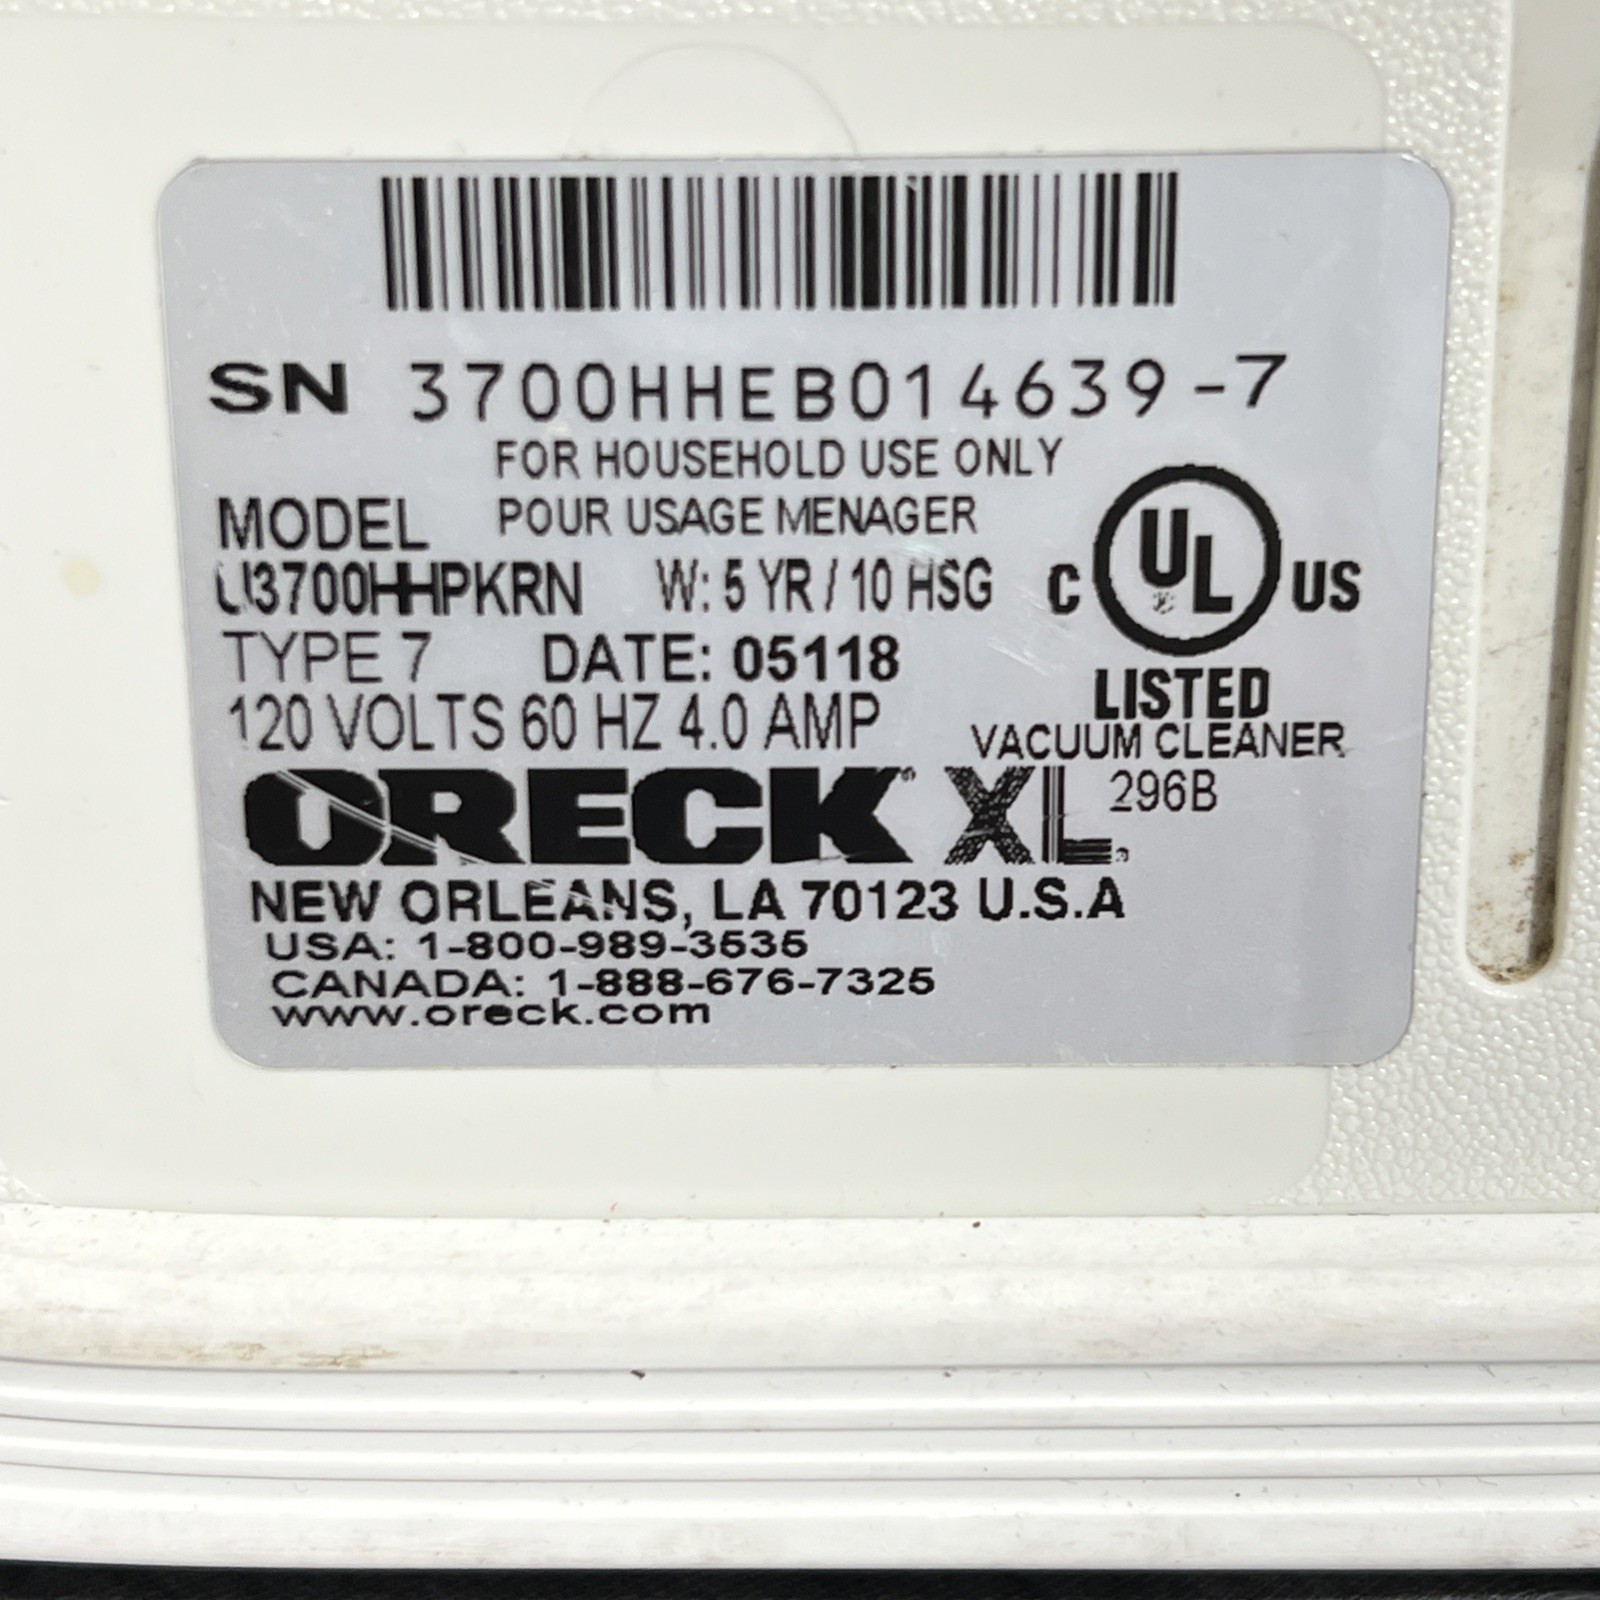 SN 3700HHEB014639-7
FOR HOUSEHOLD USE ONLY
MODEL POUR USAGE MENAGER
U3700HHPKRN W: 5 YR / 10 HSG
C UL US
TYPE 7 DATE: 05118
LISTED
120 VOLTS 60 HZ 4.0 AMP
VACUUM CLEANER
296B
ORECK® XL®
NEW ORLEANS, LA 70123 U.S.A
USA: 1-800-989-3535
CANADA: 1-888-676-7325
www.oreck.com